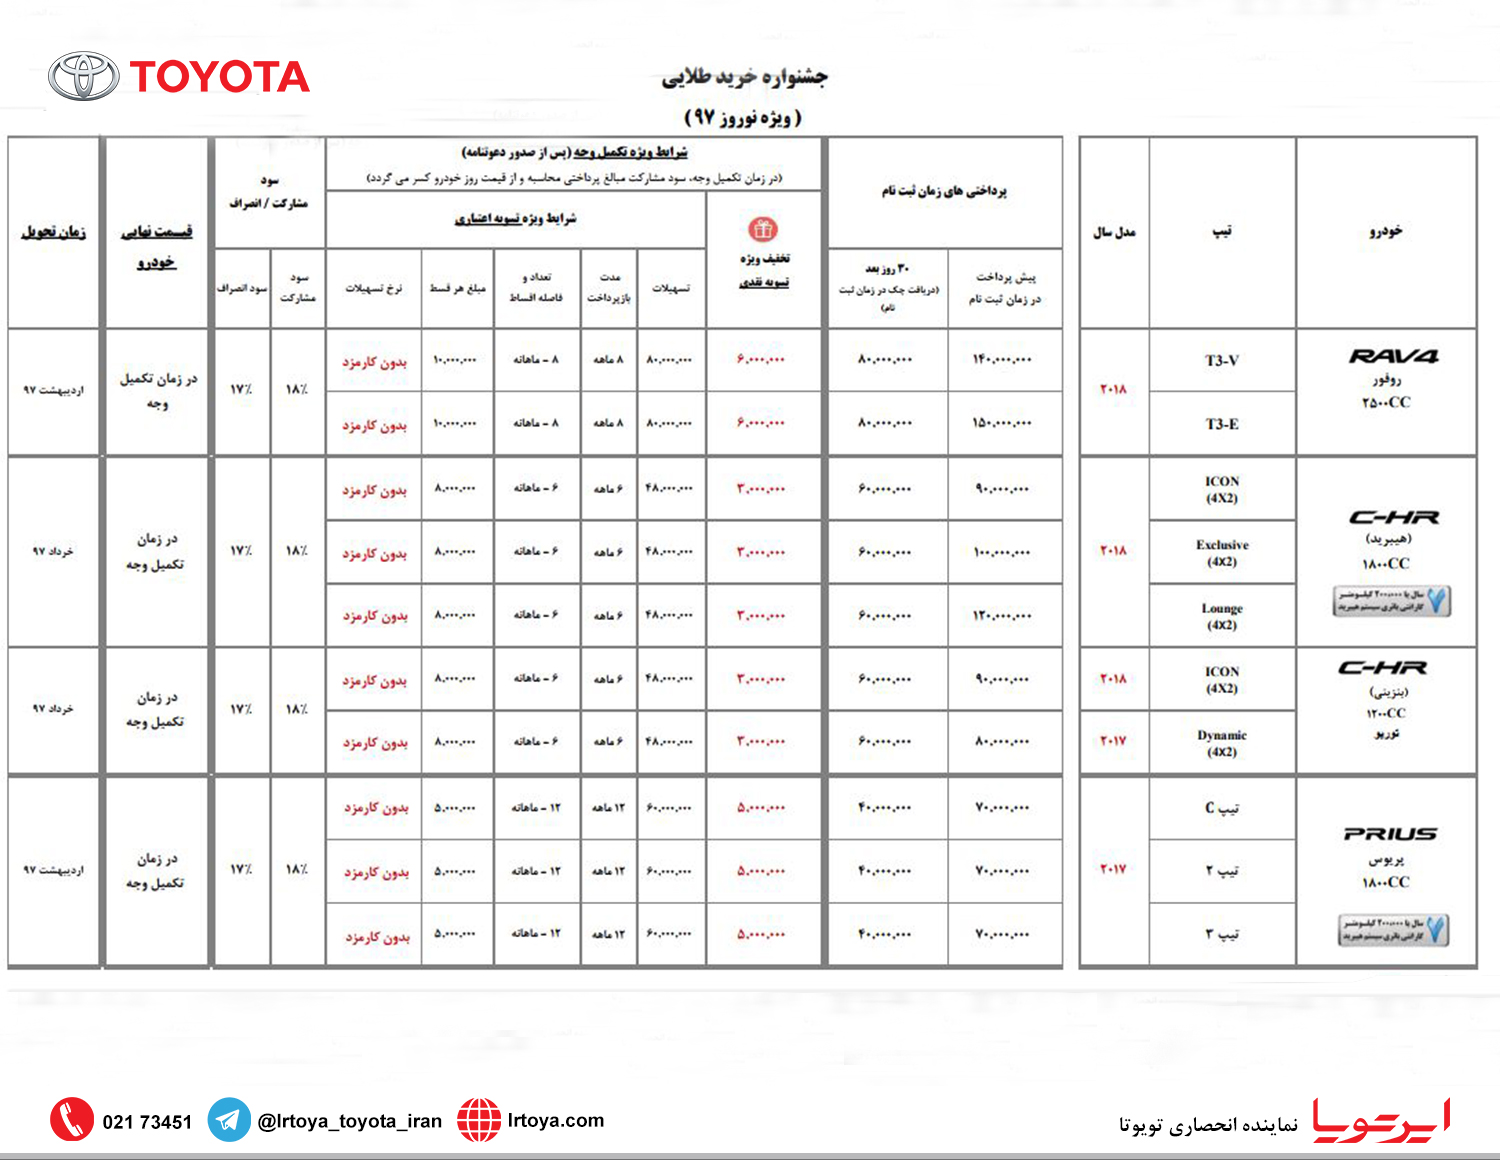 TOYOTA
جشنواره خرید طلایی
(ویژه نوروز ۹۷)
خودرو
تیپ
مدل سال
پرداختی های زمان ثبت نام
پیش پرداخت
در زمان ثبت نام
۳۰ روز بعد
(دریافت چک در زمان ثبت
نام)
شرایط ویژه تکمیل وجه (پس از صدور دعوتنامه)
(در زمان تکمیل وجه، سود مشارکت مبالغ پرداختی محاسبه و از قیمت روز خودرو کسر می گردد)
تخفیف ویژه
تسویه نقدی
شرایط ویژه تسویه اعتباری
تسهیلات
مدت
بازپرداخت
تعداد و
فاصله اقساط
مبلغ هر قسط
نرخ تسهیلات
سود
مشارکت / انصراف
سود
مشارکت
سود انصراف
قیمت نهایی
خودرو
زمان تحویل
RAV4
روفور
۲۵۰۰CC
۲۰۱۸
T3-V
۱۴۰,۰۰۰,۰۰۰ ۸۰,۰۰۰,۰۰۰ ۶,۰۰۰,۰۰۰ ۸۰,۰۰۰,۰۰۰ ۸ ماهه ۸ - ماهانه ۱۰,۰۰۰,۰۰۰ بدون کارمزد
T3-E
۱۵۰,۰۰۰,۰۰۰ ۸۰,۰۰۰,۰۰۰ ۶,۰۰۰,۰۰۰ ۸۰,۰۰۰,۰۰۰ ۸ ماهه ۸ - ماهانه ۱۰,۰۰۰,۰۰۰ بدون کارمزد
۱۸٪ ۱۷٪
در زمان تکمیل
وجه
اردیبهشت ۹۷
C-HR
(هیبرید)
۱۸۰۰CC
۷ سال یا ۲۰۰,۰۰۰ کیلومتر
گارانتی باتری سیستم هیبرید
۲۰۱۸
ICON
(4X2)
۹۰,۰۰۰,۰۰۰ ۶۰,۰۰۰,۰۰۰ ۳,۰۰۰,۰۰۰ ۴۸,۰۰۰,۰۰۰ ۶ ماهه ۶ - ماهانه ۸,۰۰۰,۰۰۰ بدون کارمزد
Exclusive
(4X2)
۱۰۰,۰۰۰,۰۰۰ ۶۰,۰۰۰,۰۰۰ ۳,۰۰۰,۰۰۰ ۴۸,۰۰۰,۰۰۰ ۶ ماهه ۶ - ماهانه ۸,۰۰۰,۰۰۰ بدون کارمزد
Lounge
(4X2)
۱۲۰,۰۰۰,۰۰۰ ۶۰,۰۰۰,۰۰۰ ۳,۰۰۰,۰۰۰ ۴۸,۰۰۰,۰۰۰ ۶ ماهه ۶ - ماهانه ۸,۰۰۰,۰۰۰ بدون کارمزد
۱۸٪ ۱۷٪
در زمان
تکمیل وجه
خرداد ۹۷
C-HR
(بنزینی)
۱۲۰۰CC
توربو
۲۰۱۸
ICON
(4X2)
۹۰,۰۰۰,۰۰۰ ۶۰,۰۰۰,۰۰۰ ۳,۰۰۰,۰۰۰ ۴۸,۰۰۰,۰۰۰ ۶ ماهه ۶ - ماهانه ۸,۰۰۰,۰۰۰ بدون کارمزد
۲۰۱۷
Dynamic
(4X2)
۸۰,۰۰۰,۰۰۰ ۶۰,۰۰۰,۰۰۰ ۳,۰۰۰,۰۰۰ ۴۸,۰۰۰,۰۰۰ ۶ ماهه ۶ - ماهانه ۸,۰۰۰,۰۰۰ بدون کارمزد
۱۸٪ ۱۷٪
در زمان
تکمیل وجه
خرداد ۹۷
PRIUS
پریوس
۱۸۰۰CC
۷ سال یا ۲۰۰,۰۰۰ کیلومتر
گارانتی باتری سیستم هیبرید
۲۰۱۷
تیپ C
۷۰,۰۰۰,۰۰۰ ۴۰,۰۰۰,۰۰۰ ۵,۰۰۰,۰۰۰ ۶۰,۰۰۰,۰۰۰ ۱۲ ماهه ۱۲ - ماهانه ۵,۰۰۰,۰۰۰ بدون کارمزد
تیپ ۲
۷۰,۰۰۰,۰۰۰ ۴۰,۰۰۰,۰۰۰ ۵,۰۰۰,۰۰۰ ۶۰,۰۰۰,۰۰۰ ۱۲ ماهه ۱۲ - ماهانه ۵,۰۰۰,۰۰۰ بدون کارمزد
تیپ ۳
۷۰,۰۰۰,۰۰۰ ۴۰,۰۰۰,۰۰۰ ۵,۰۰۰,۰۰۰ ۶۰,۰۰۰,۰۰۰ ۱۲ ماهه ۱۲ - ماهانه ۵,۰۰۰,۰۰۰ بدون کارمزد
۱۸٪ ۱۷٪
در زمان
تکمیل وجه
اردیبهشت ۹۷
021 73451
@Irtoya_toyota_iran
Irtoya.com
ایرتویا نماینده انحصاری تویوتا